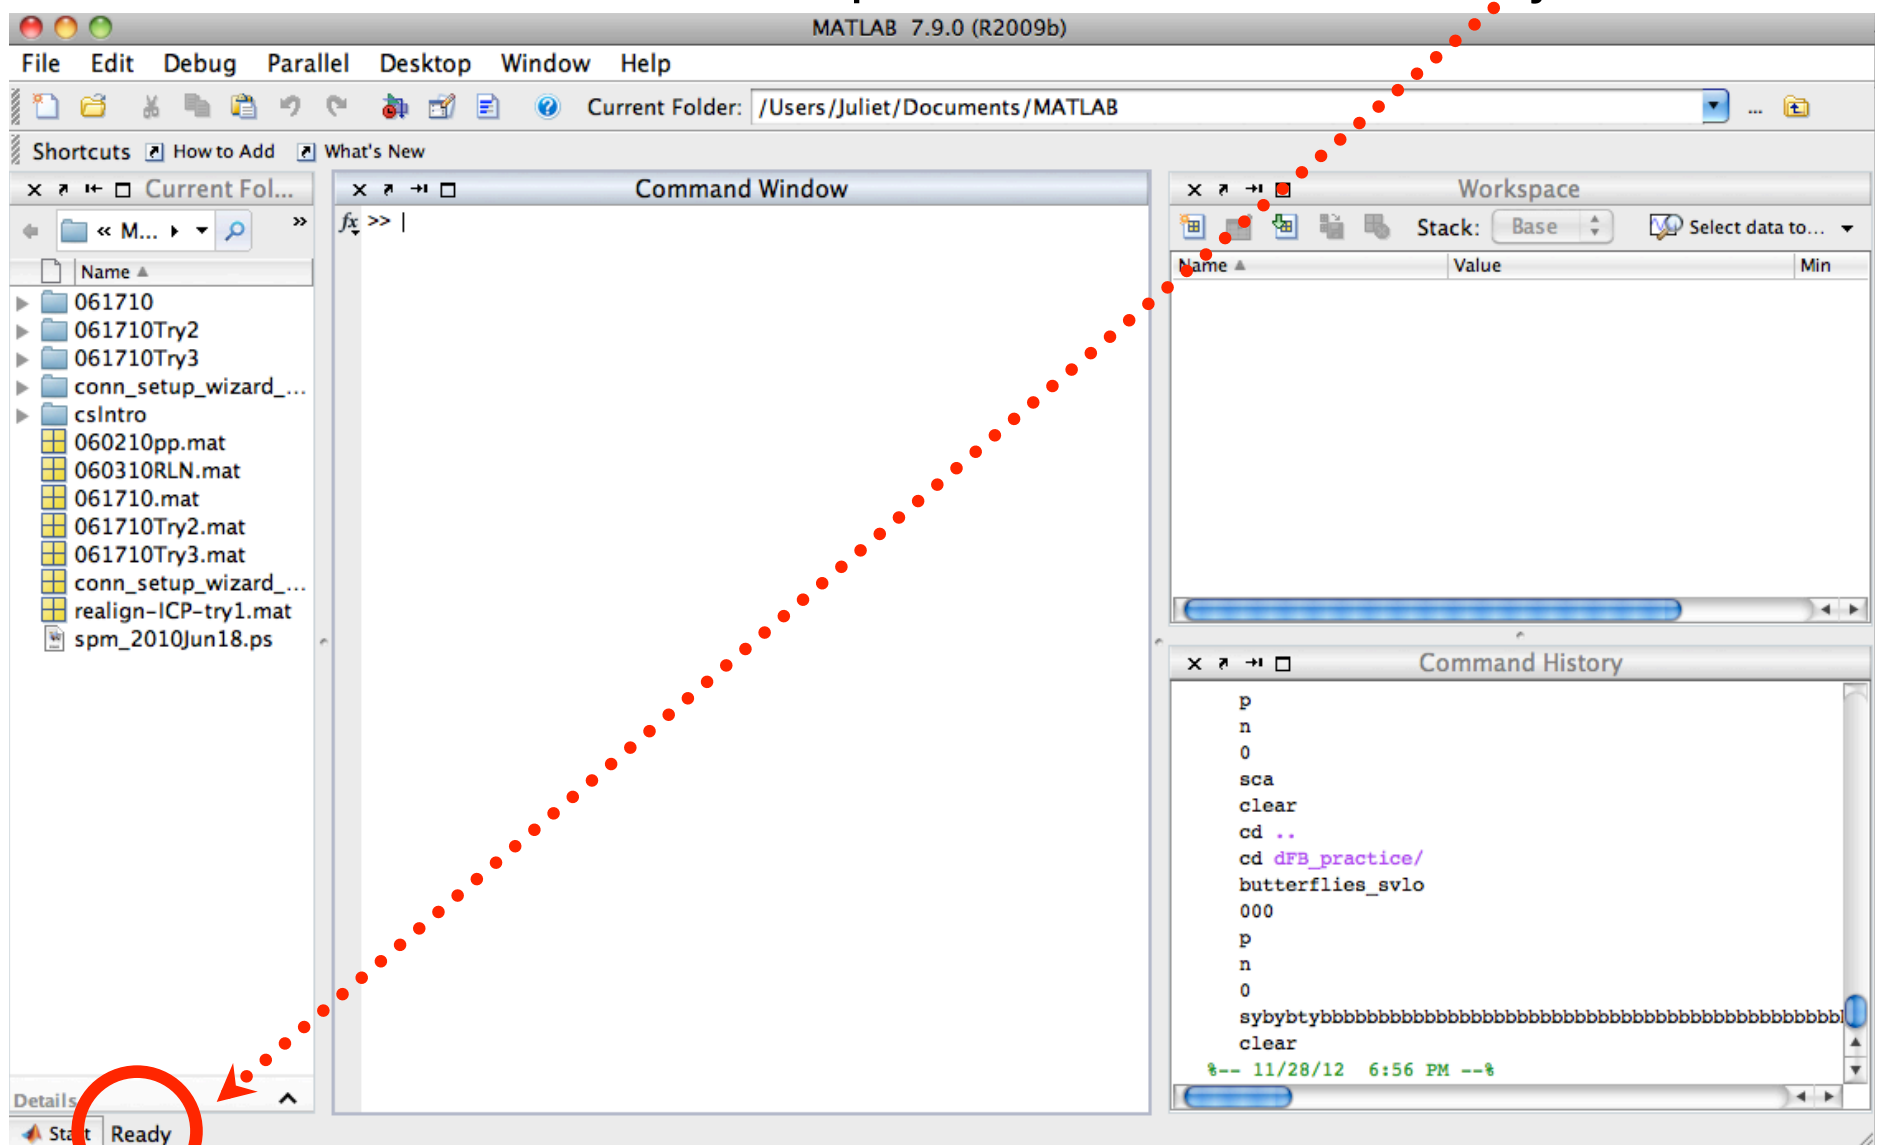 MATLAB 7.9.0 (R2009b)
File Edit Debug Parallel Desktop Window Help
Current Folder: /Users/Juliet/Documents/MATLAB ...
Shortcuts How to Add What's New
Current Fol...
« M... »
Name
061710
061710Try2
061710Try3
conn_setup_wizard_...
csIntro
060210pp.mat
060310RLN.mat
061710.mat
061710Try2.mat
061710Try3.mat
conn_setup_wizard_...
realign-ICP-try1.mat
spm_2010Jun18.ps
Details
Start Ready
Command Window
fx >>
Workspace
Stack: Base Select data to...
Name Value Min
Command History
p
n
0
sca
clear
cd ..
cd dFB_practice/
butterflies_svlo
000
p
n
0
clear
%-- 11/28/12 6:56 PM --%